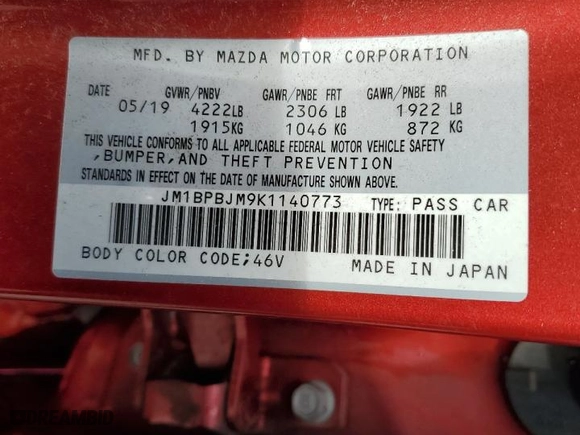 MFD. BY MAZDA MOTOR CORPORATION
DATE GVWR/PNBV GAWR/PNBE FRT GAWR/PNBE RR
05/19 4222LB 2306 LB 1922 LB
1915KG 1046 KG 872 KG
THIS VEHICLE CONFORMS TO ALL APPLICABLE FEDERAL MOTOR VEHICLE SAFETY
,BUMPER,AND THEFT PREVENTION
STANDARDS IN EFFECT ON THE DATE OF MANUFACTURE SHOWN ABOVE.
JM1BPBJM9K1140773 TYPE: PASS CAR
BODY COLOR CODE;46V MADE IN JAPAN